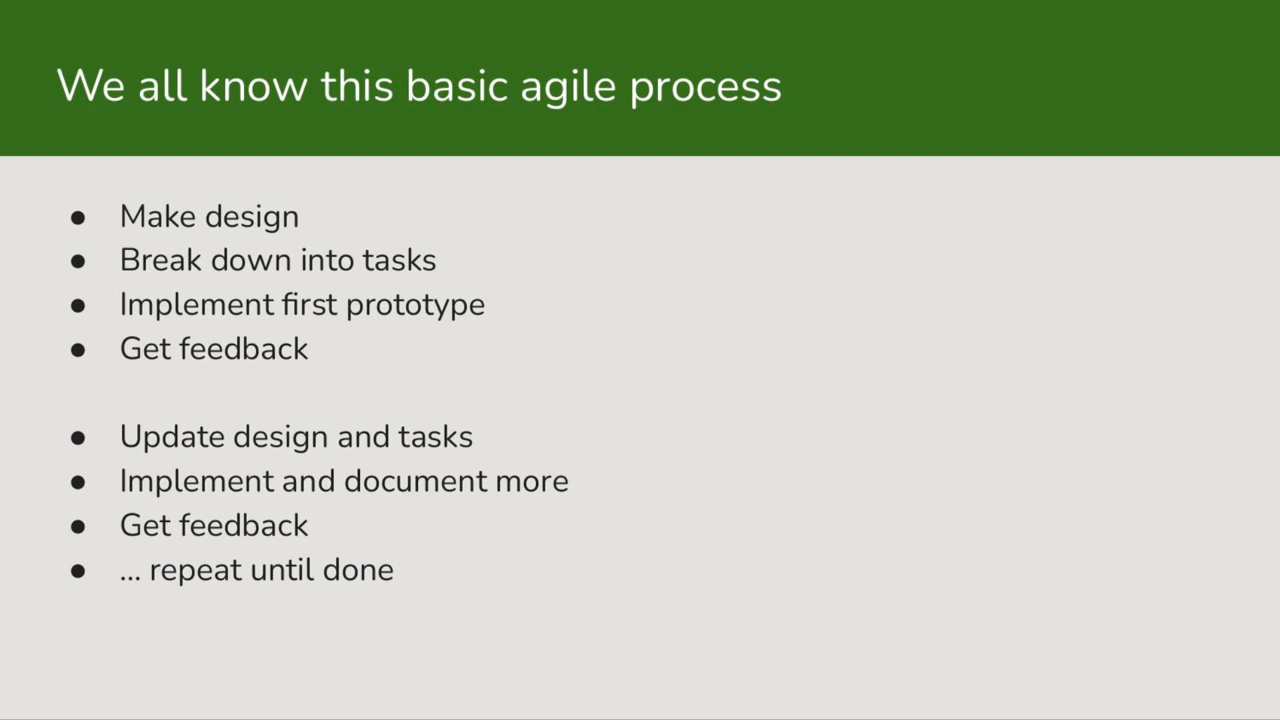 We all know this basic agile process
● Make design
● Break down into tasks
● Implement first prototype
● Get feedback
● Update design and tasks
● Implement and document more
● Get feedback
● ... repeat until done